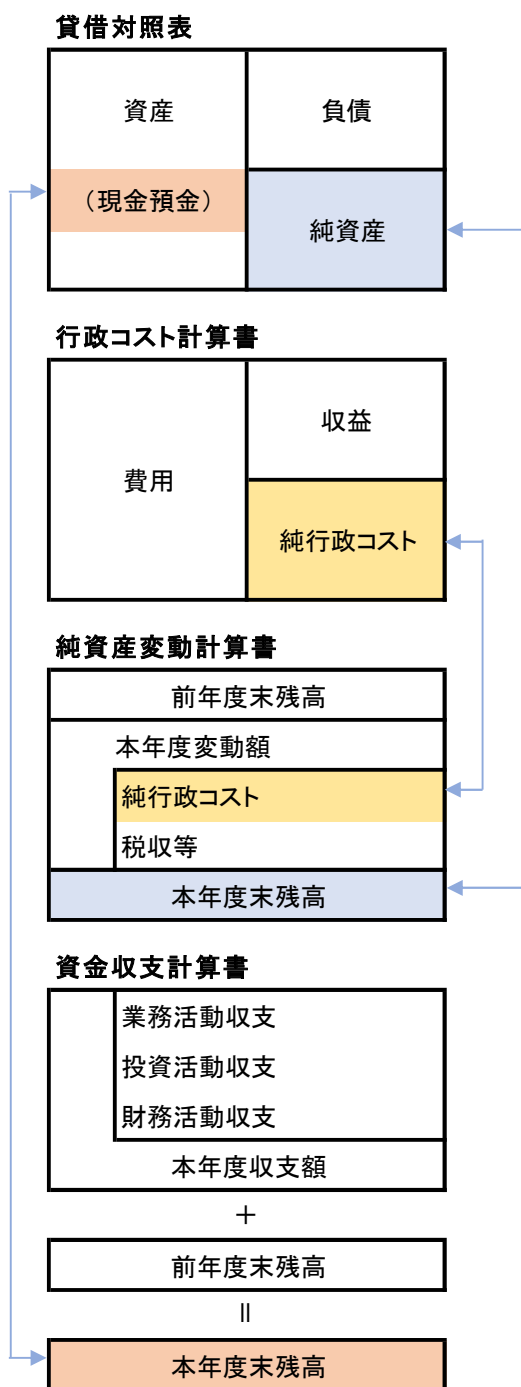 貸借対照表
資産
負債
（現金預金）
純資産
行政コスト計算書
収益
費用
純行政コスト
純資産変動計算書
前年度末残高
本年度変動額
純行政コスト
税収等
本年度末残高
資金収支計算書
業務活動収支
投資活動収支
財務活動収支
本年度収支額
＋
前年度末残高
॥
本年度末残高